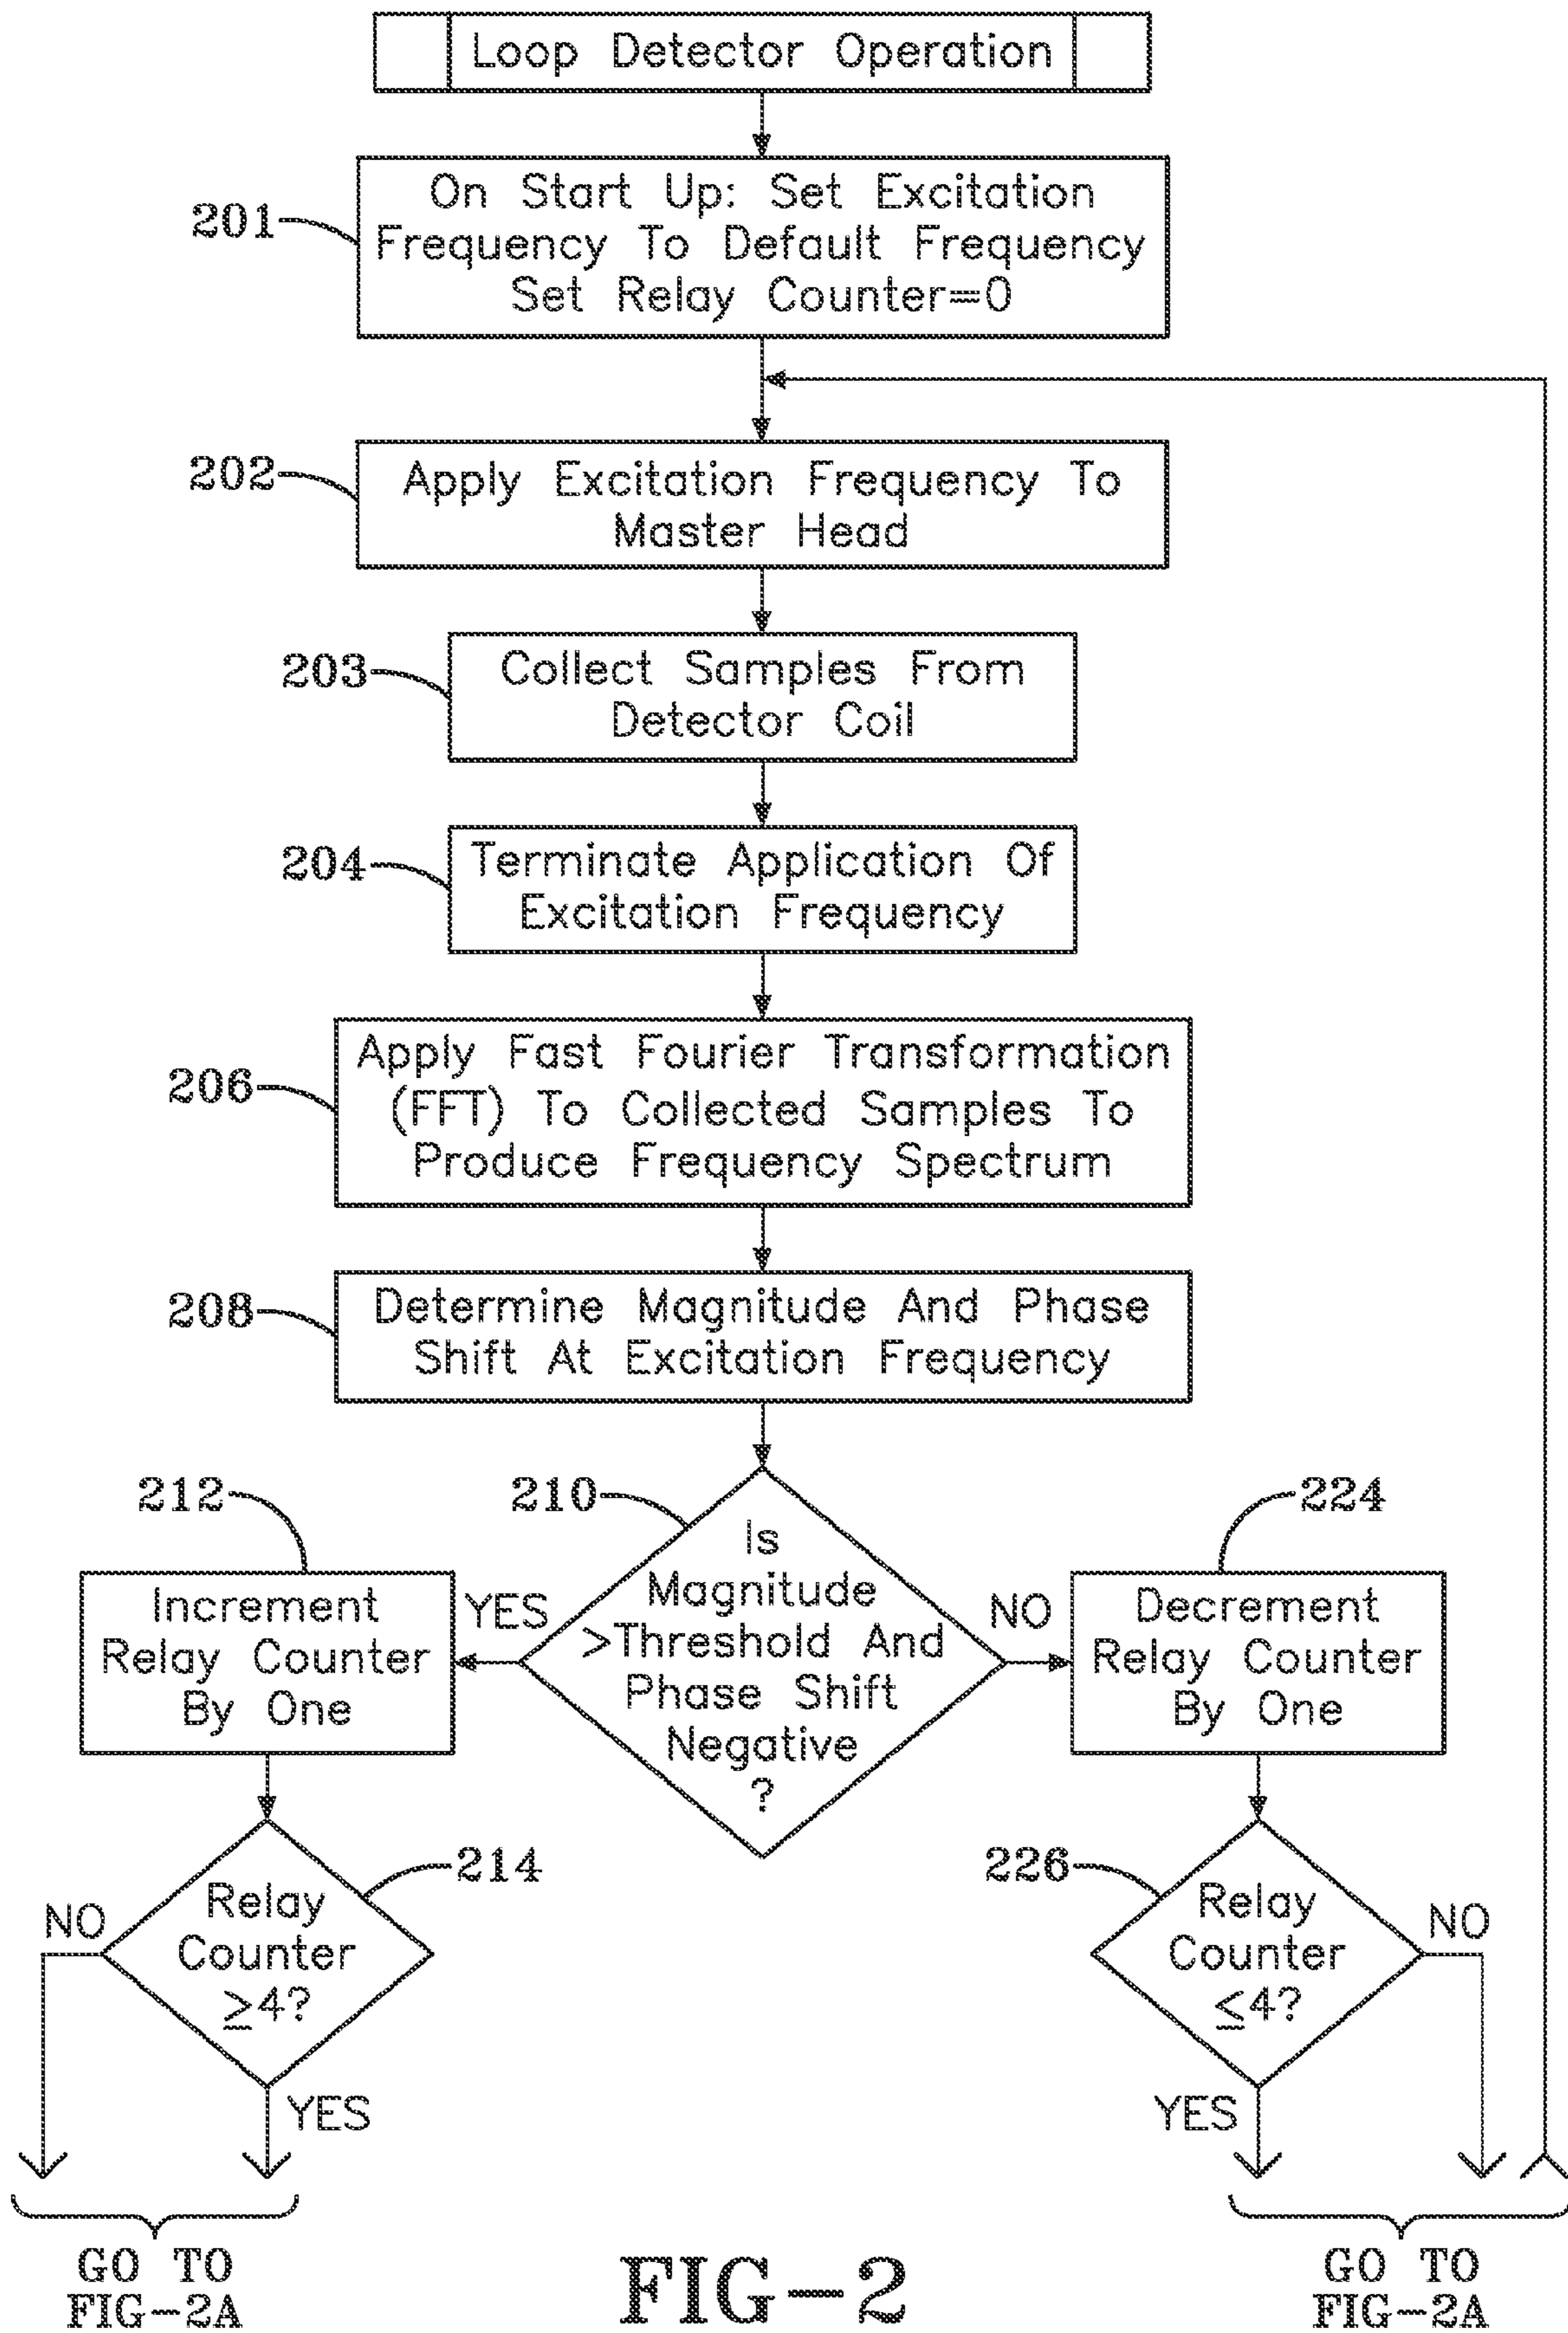 Loop Detector Operation
201
On Start Up: Set Excitation
Frequency To Default Frequency
Set Relay Counter=0
202
Apply Excitation Frequency To
Master Head
203
Collect Samples From
Detector Coil
204
Terminate Application Of
Excitation Frequency
206
Apply Fast Fourier Transformation
(FFT) To Collected Samples To
Produce Frequency Spectrum
208
Determine Magnitude And Phase
Shift At Excitation Frequency
212
210
224
Increment
Relay Counter
By One
YES
Is
Magnitude
>Threshold And
Phase Shift
Negative
?
NO
Decrement
Relay Counter
By One
214
226
NO
Relay
Counter
≥4?
YES
Relay
Counter
≤4?
NO
YES
GO TO
FIG-2A
FIG-2
GO TO
FIG-2A